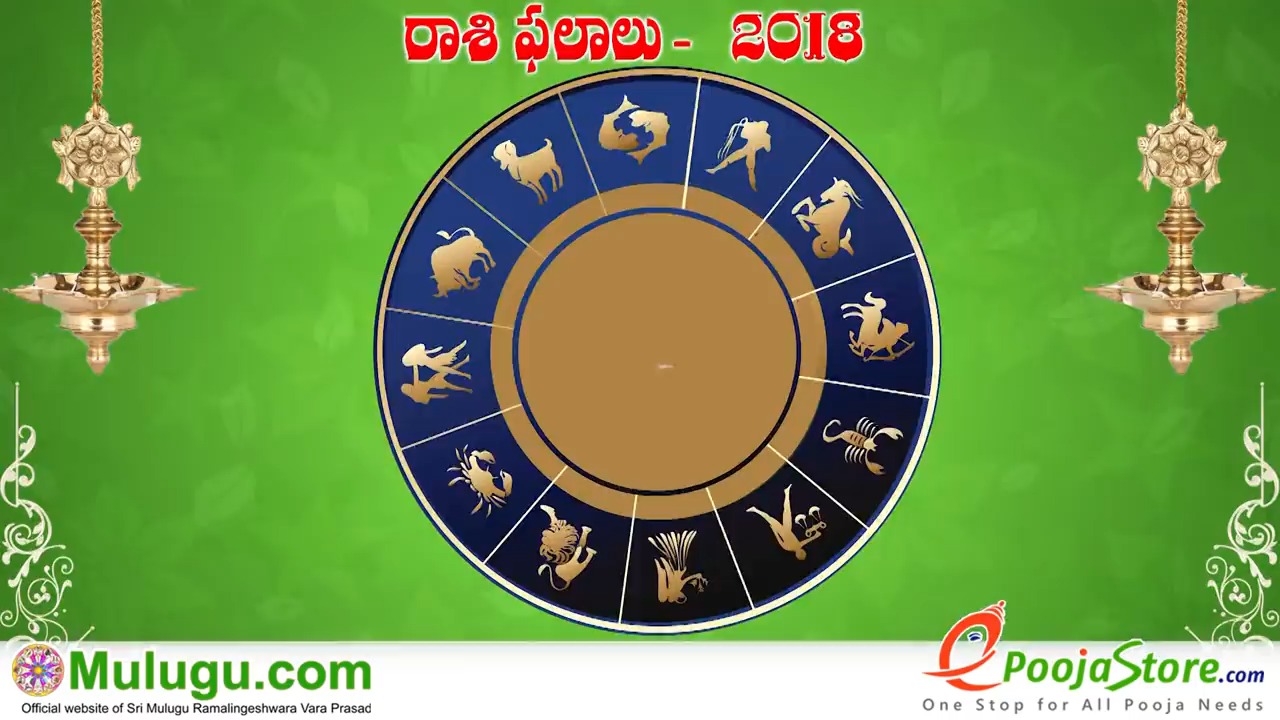 రాశి ఫలాలు - 2018
Mulugu.com
Official website of Sri Mulugu Ramalingeshwara Vara Prasad
ePoojaStore.com
One Stop for All Pooja Needs